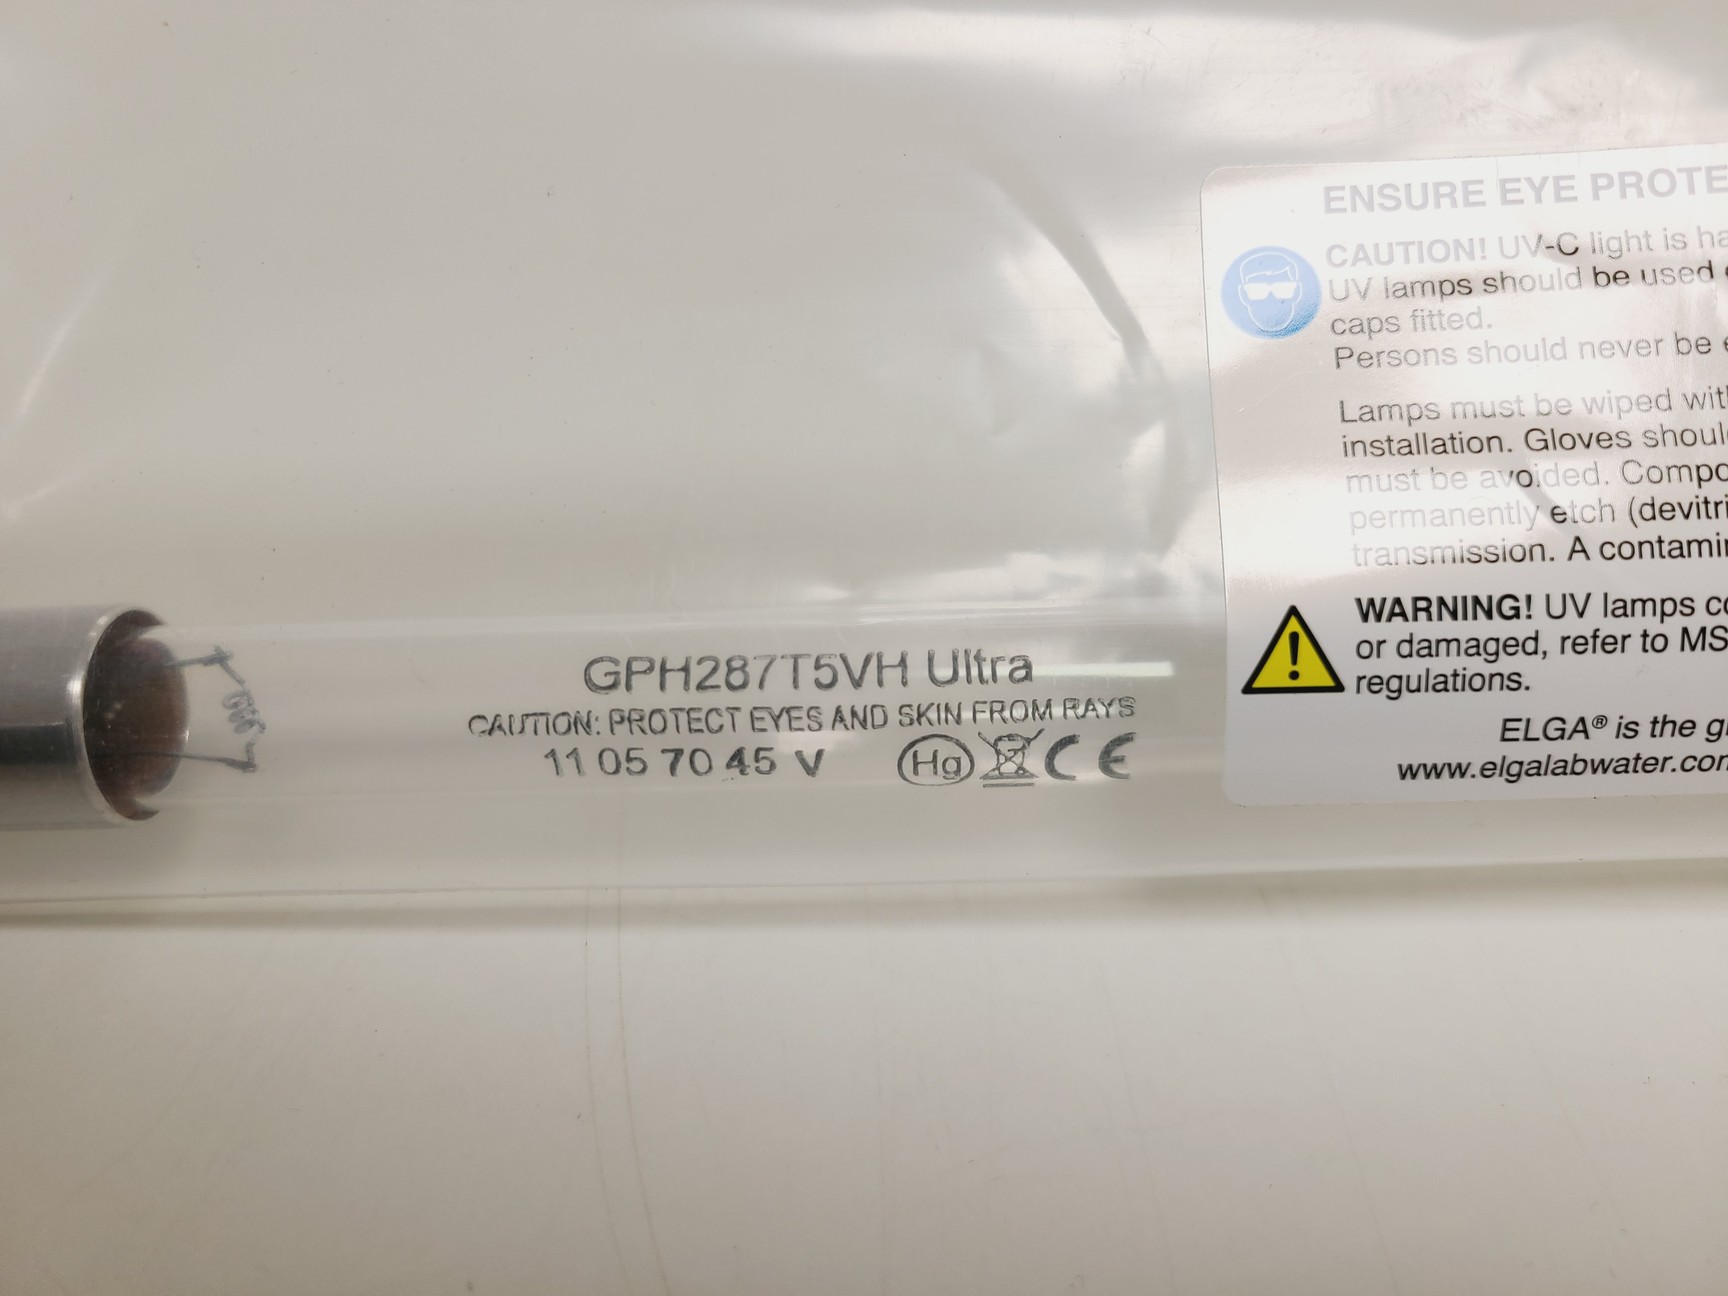 GPH287T5VH Ultra
CAUTION: PROTECT EYES AND SKIN FROM RAYS
11 05 70 45 V Hg CE
ENSURE EYE PROTE
CAUTION! UV-C light is ha
UV lamps should be used
caps fitted.
Persons should never be
Lamps must be wiped wit
installation. Gloves shoul
must be avoided. Compo
permanently etch (devitri
transmission. A contami
WARNING! UV lamps co
or damaged, refer to MS
regulations.
ELGA® is the g
www.elgalabwater.com